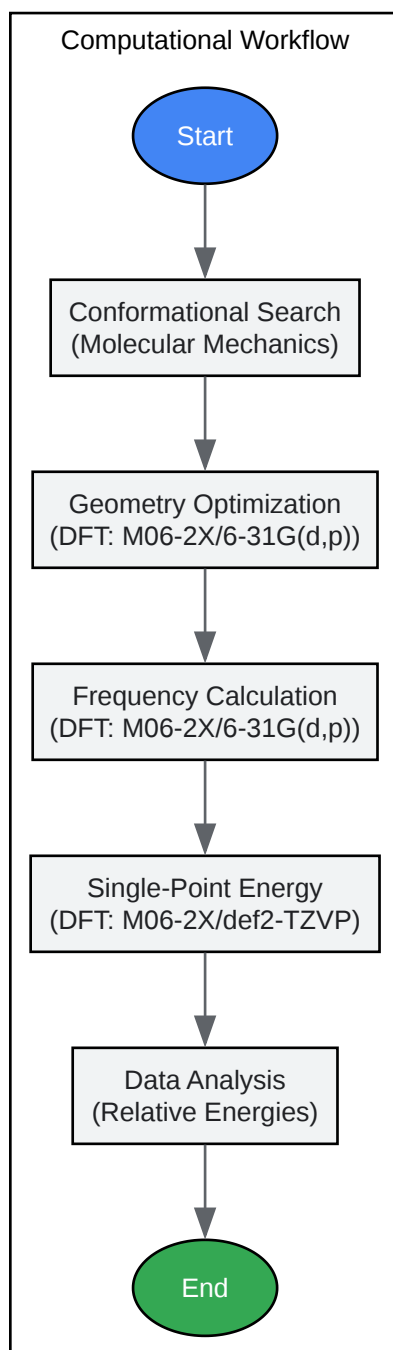 Computational Workflow
Start
Conformational Search
(Molecular Mechanics)
Geometry Optimization
(DFT: M06-2X/6-31G(d,p))
Frequency Calculation
(DFT: M06-2X/6-31G(d,p))
Single-Point Energy
(DFT: M06-2X/def2-TZVP)
Data Analysis
(Relative Energies)
End